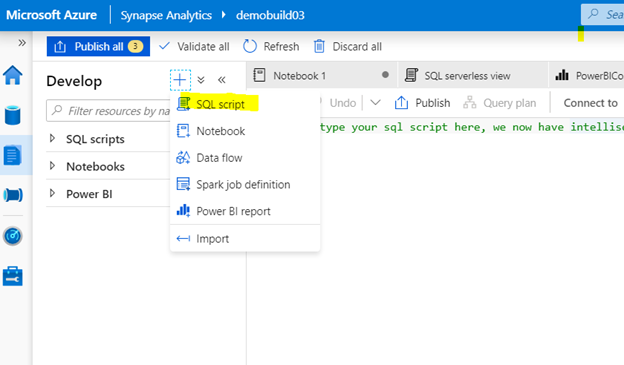 Microsoft Azure Synapse Analytics ▸ demobuild03 Sea
» Publish all 3 Validate all Refresh Discard all
Develop Notebook 1 SQL serverless view PowerBICo
Filter resources by na Undo Publish Query plan Connect to
SQL script
type your sql script here, we now have intellise
SQL scripts
Notebook
Notebooks
Data flow
Power BI
Spark job definition
Power BI report
Import